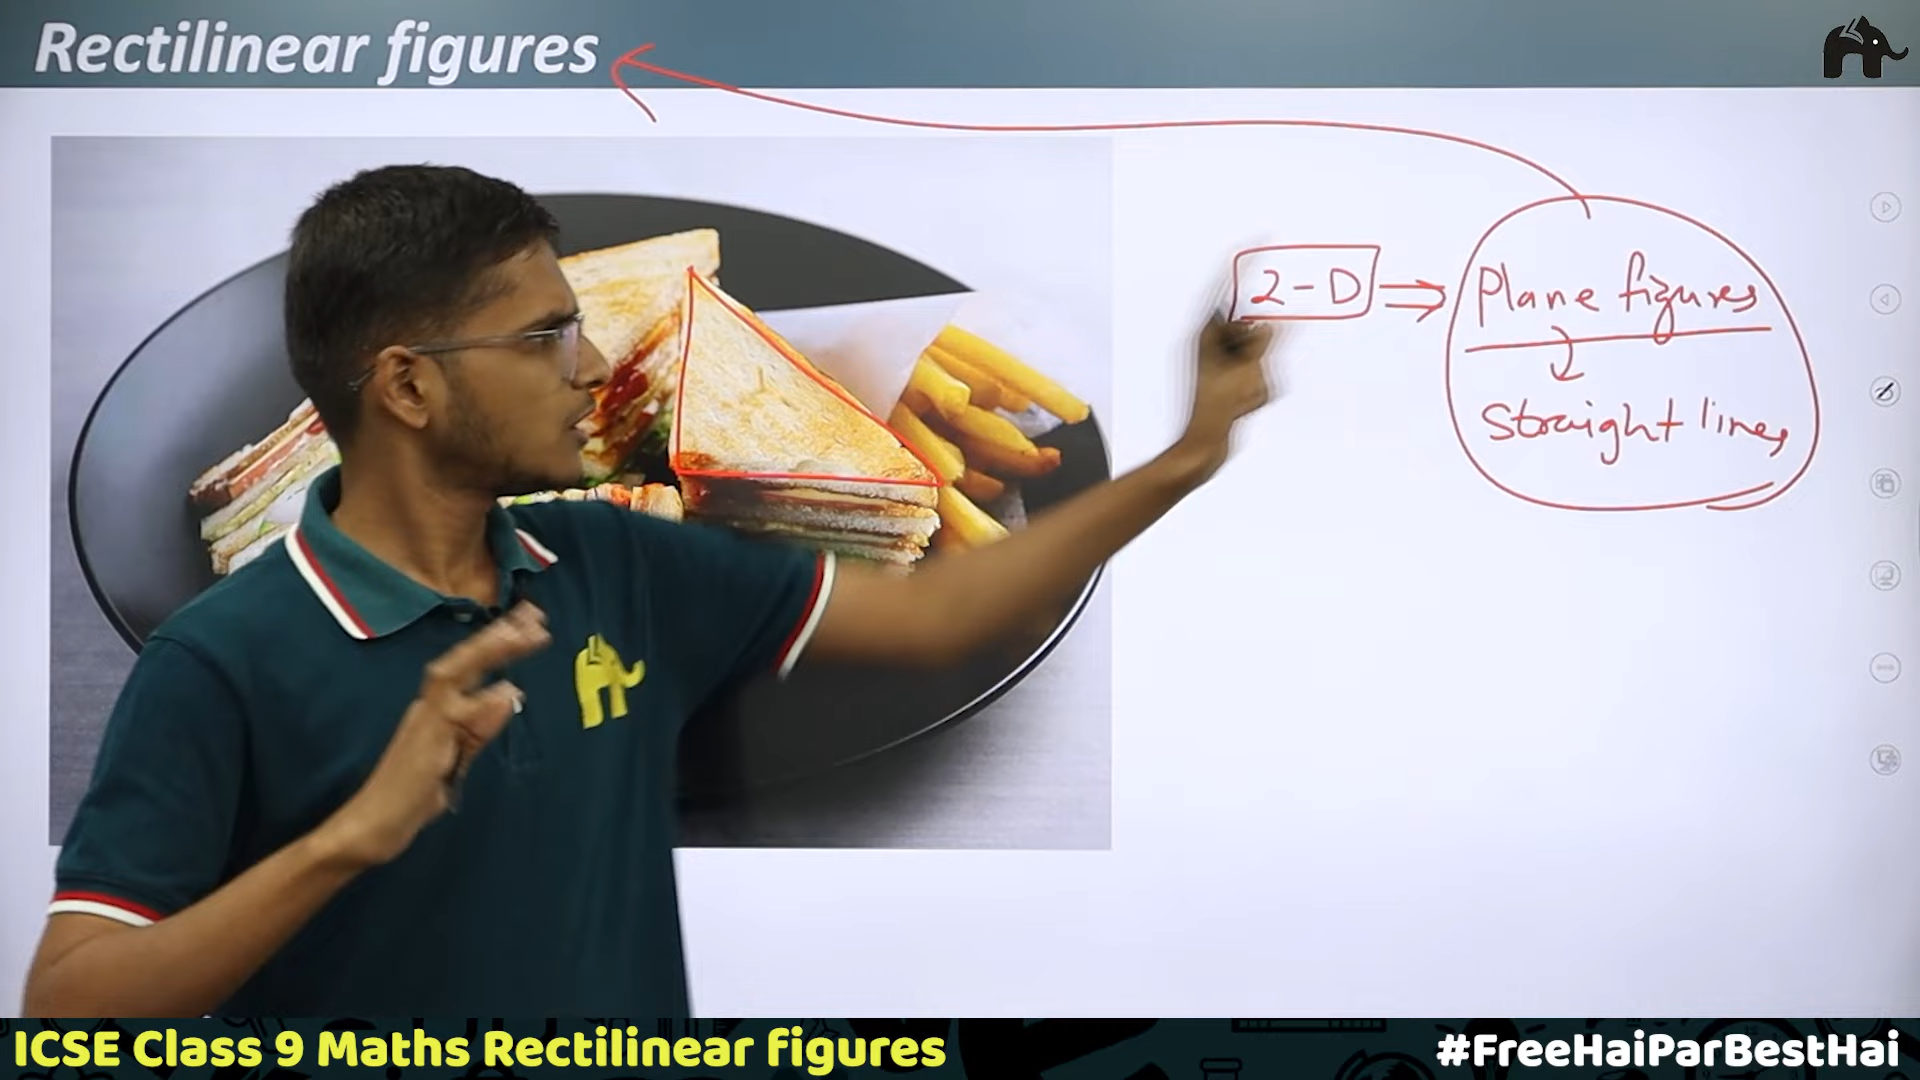 Rectilinear figures
2-D ⇒ Plane figures
↓
straight lines
ICSE Class 9 Maths Rectilinear figures
#FreeHaiParBestHai